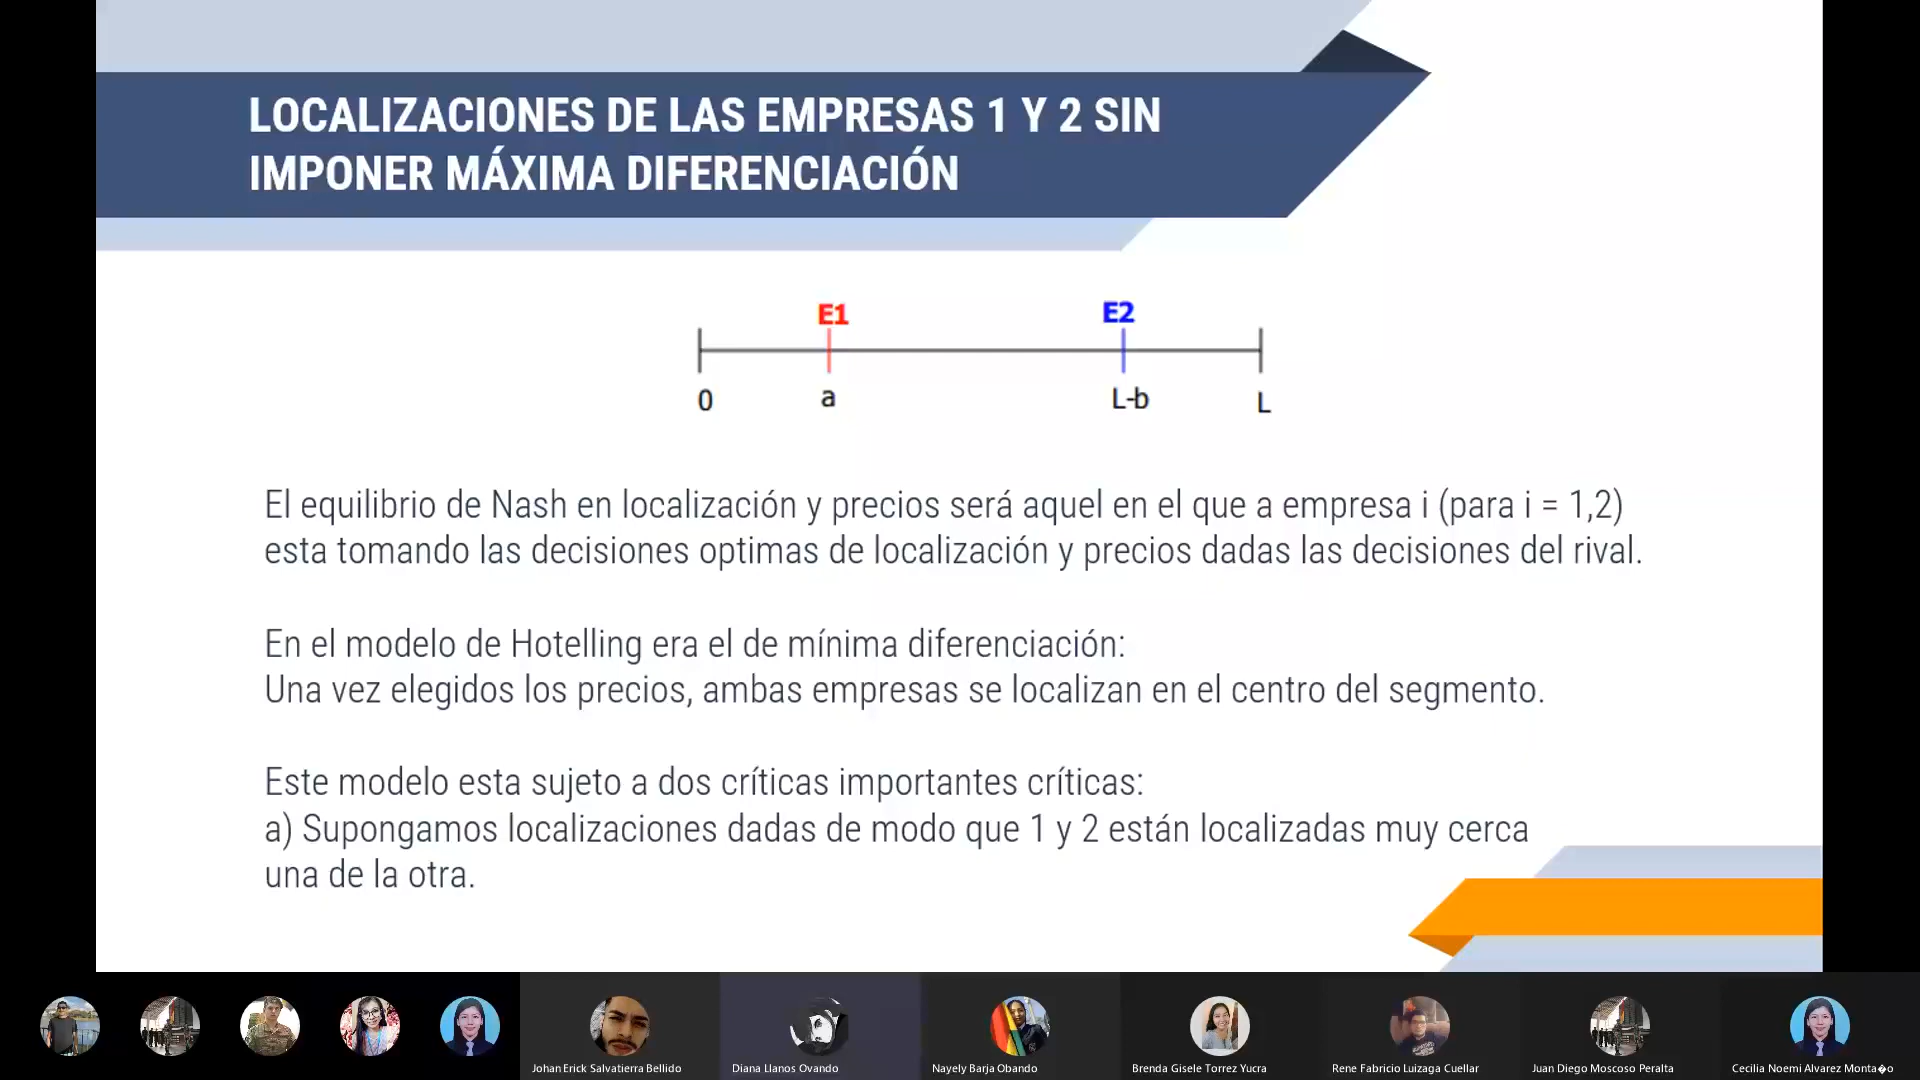 LOCALIZACIONES DE LAS EMPRESAS 1 Y 2 SIN
IMPONER MÁXIMA DIFERENCIACIÓN
E1
E2
0
a
L-b
L
El equilibrio de Nash en localización y precios será aquel en el que a empresa i (para i = 1,2)
esta tomando las decisiones optimas de localización y precios dadas las decisiones del rival.
En el modelo de Hotelling era el de mínima diferenciación:
Una vez elegidos los precios, ambas empresas se localizan en el centro del segmento.
Este modelo esta sujeto a dos críticas importantes críticas:
a) Supongamos localizaciones dadas de modo que 1 y 2 están localizadas muy cerca
una de la otra.
Johan Erick Salvatierra Bellido
Diana Llanos Ovando
Nayely Barja Obando
Brenda Gisele Torrez Yucra
Rene Fabricio Luizaga Cuellar
Juan Diego Moscoso Peralta
Cecilia Noemi Alvarez Monta�o